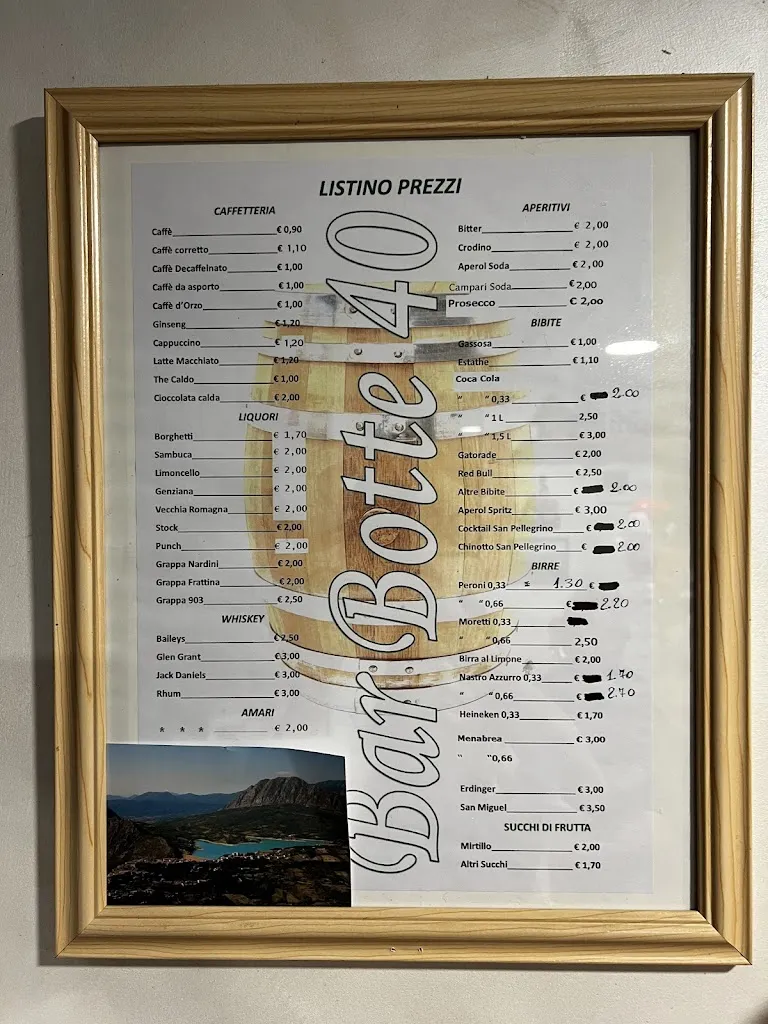 LISTINO PREZZI
CAFFETTERIA
Caffè € 0,90
Caffè corretto € 1,10
Caffè Decaffeinato € 1,00
Caffè da asporto € 1,00
Caffè d'Orzo € 1,00
Ginseng € 1,20
Cappuccino € 1,20
Latte Macchiato € 1,20
The Caldo € 1,00
Cioccolata calda € 2,00
LIQUORI
Borghetti € 1,70
Sambuca € 2,00
Limoncello € 2,00
Genziana € 2,00
Vecchia Romagna € 2,00
Stock € 2,00
Punch € 2,00
Grappa Nardini € 2,00
Grappa Frattina € 2,00
Grappa 903 € 2,50
WHISKEY
Baileys € 2,50
Glen Grant € 3,00
Jack Daniels € 3,00
Rhum € 3,00
AMARI
* * * € 2,00
Bar Botte '40
APERITIVI
Bitter € 2,00
Crodino € 2,00
Aperol Soda € 2,00
Campari Soda € 2,00
Prosecco € 2,00
BIBITE
Gassosa € 1,00
Estathe € 1,10
Coca Cola
" " 0,33 € 2.00
" " 1 L 2,50
" " 1,5 L € 3,00
Gatorade € 2,00
Red Bull € 2,50
Altre Bibite € 2.00
Aperol Spritz € 3,00
Cocktail San Pellegrino € 2.00
Chinotto San Pellegrino € 2.00
BIRRE
Peroni 0,33 = 1.30 €
" " 0,66 € 2.20
Moretti 0,33
" " 0,66 2,50
Birra al Limone € 2,00
Nastro Azzurro 0,33 € 1.70
" " 0,66 € 2.70
Heineken 0,33 € 1,70
Menabrea € 3,00
" "0,66
Erdinger € 3,00
San Miguel € 3,50
SUCCHI DI FRUTTA
Mirtillo € 2,00
Altri Succhi € 1,70